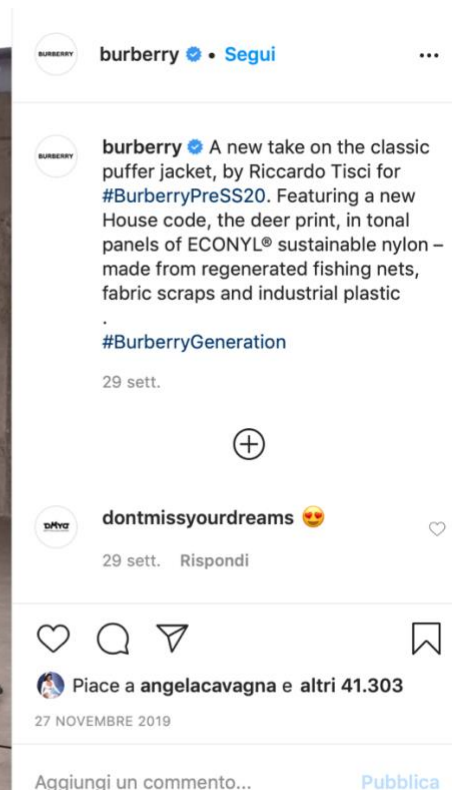 BURBERRY
burberry • Segui
BURBERRY
burberry A new take on the classic
puffer jacket, by Riccardo Tisci for
#BurberryPreSS20. Featuring a new
House code, the deer print, in tonal
panels of ECONYL® sustainable nylon –
made from regenerated fishing nets,
fabric scraps and industrial plastic
.
#BurberryGeneration
29 sett.
DMYD
dontmissyourdreams 😍
29 sett. Rispondi
Piace a angelacavagna e altri 41.303
27 NOVEMBRE 2019
Aggiungi un commento... Pubblica